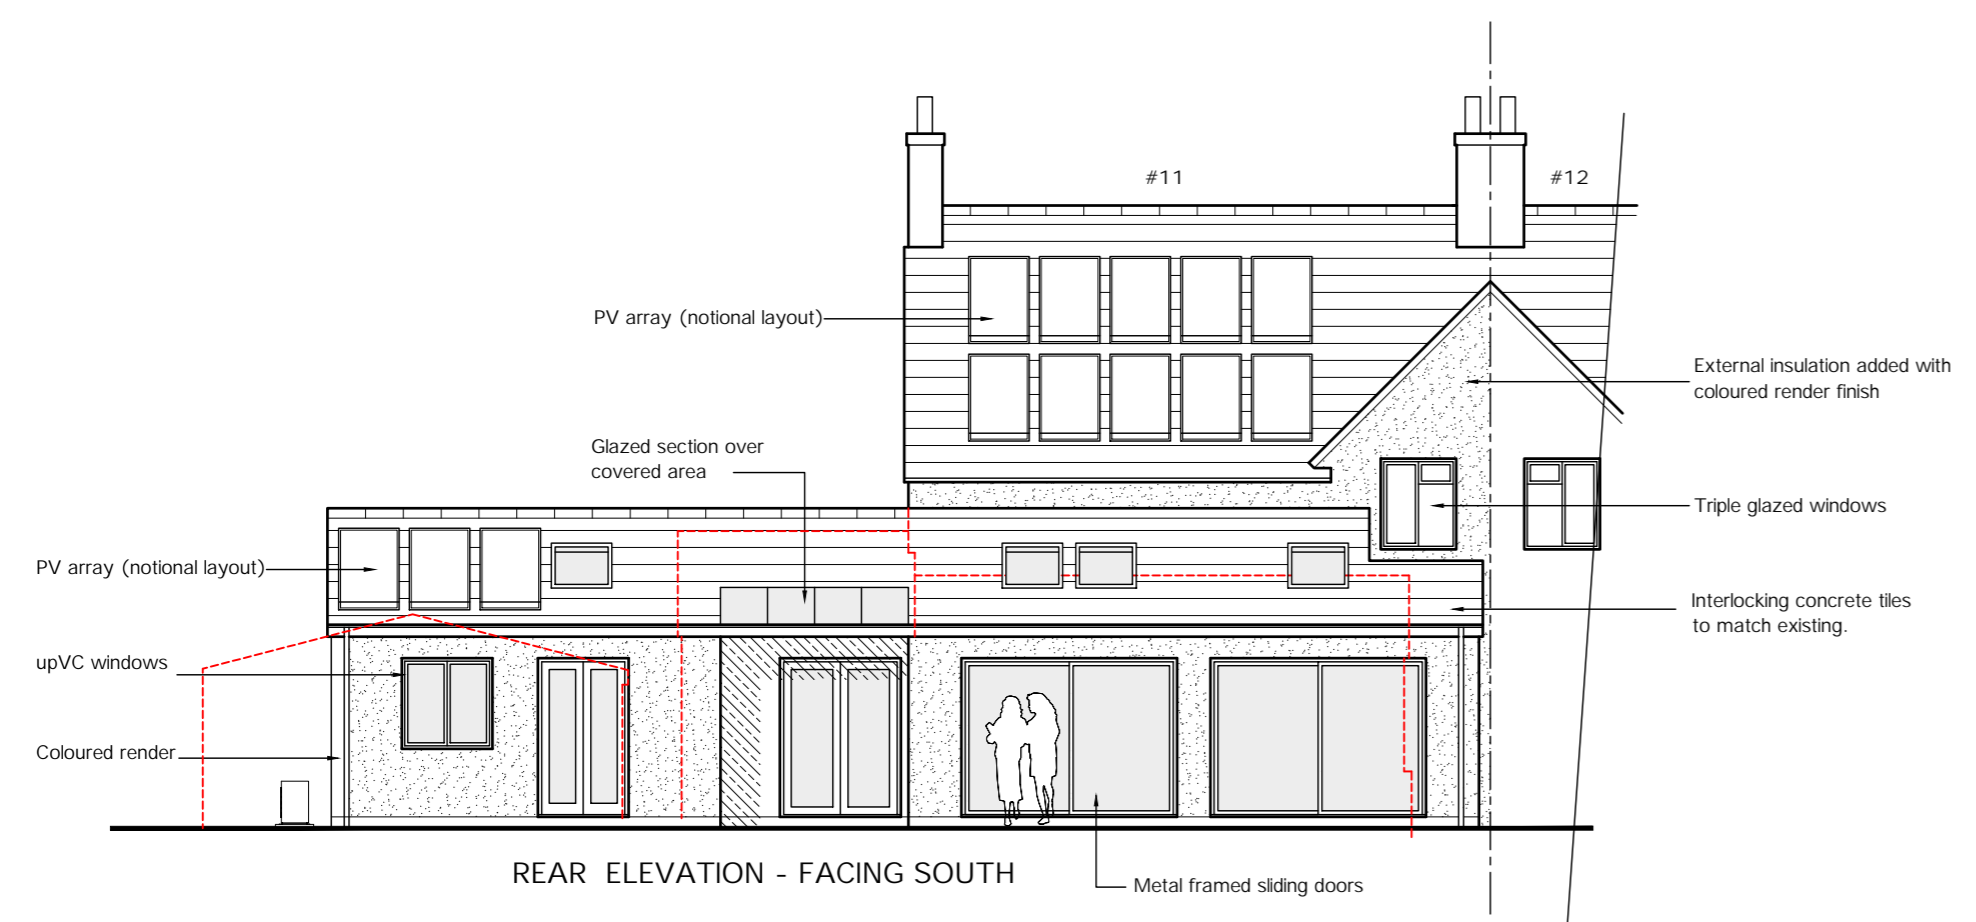 #11
#12
PV array (notional layout)
External insulation added with
coloured render finish
Glazed section over
covered area
Triple glazed windows
PV array (notional layout)
Interlocking concrete tiles
to match existing.
upVC windows
Coloured render
REAR ELEVATION - FACING SOUTH
Metal framed sliding doors